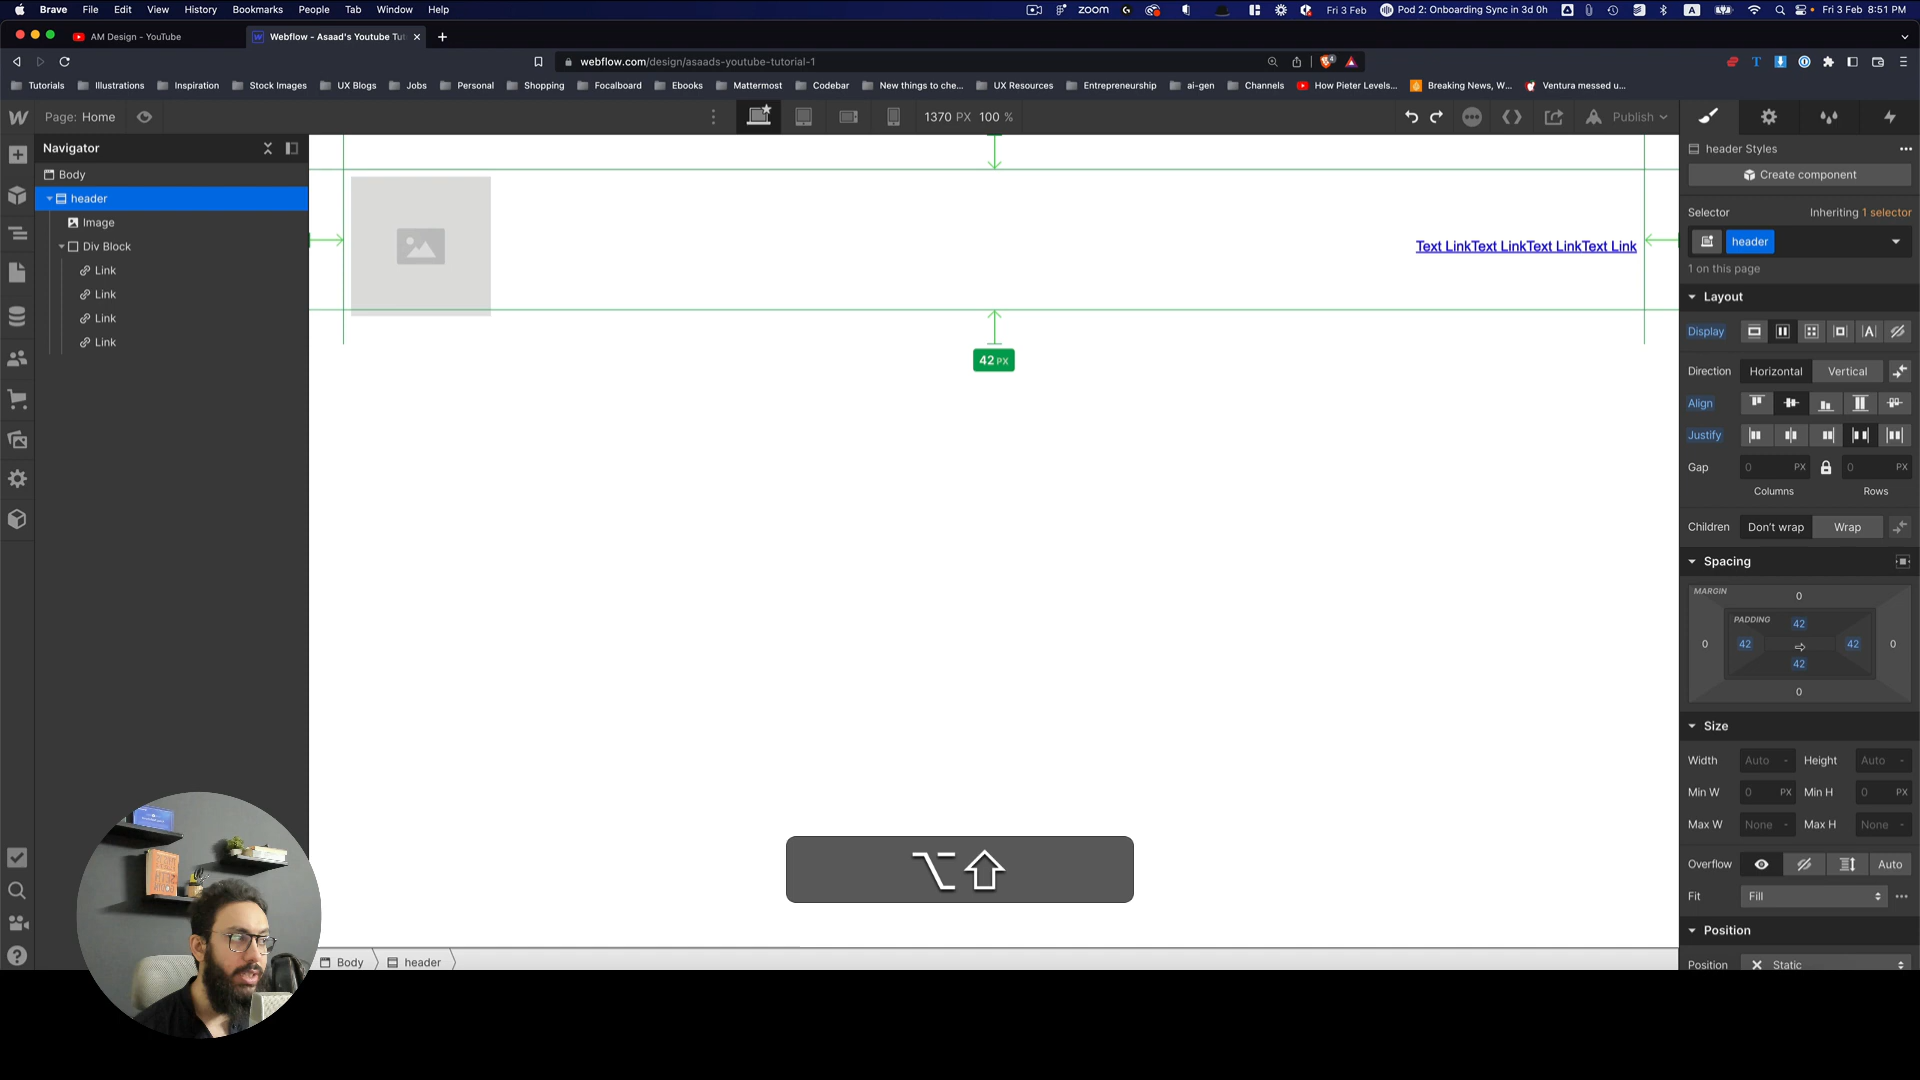 Brave File Edit View History Bookmarks People Tab Window Help
zoom Fri 3 Feb Pod 2: Onboarding Sync in 3d 0h A Fri 3 Feb 8:51 PM
AM Design - YouTube
Webflow - Asaad's Youtube Tut
webflow.com/design/asaads-youtube-tutorial-1
Tutorials Illustrations Inspiration Stock Images UX Blogs Jobs Personal Shopping Focalboard Ebooks Mattermost Codebar New things to che... UX Resources Entrepreneurship ai-gen Channels How Pieter Levels... Breaking News, W... Ventura messed u...
Page: Home
1370 PX 100 %
Publish
Navigator
Body
header
Image
Div Block
Link
Link
Link
Link
Text LinkText LinkText LinkText Link
42 PX
⌥⇧
Body header
header Styles
Create component
Selector Inheriting 1 selector
header
1 on this page
Layout
Display
Direction Horizontal Vertical
Align
Justify
Gap 0 PX 0 PX
Columns Rows
Children Don't wrap Wrap
Spacing
MARGIN
0
PADDING
42
0 42 42 0
42
0
Size
Width Auto - Height Auto -
Min W 0 PX Min H 0 PX
Max W None - Max H None -
Overflow Auto
Fit Fill
Position
Position Static